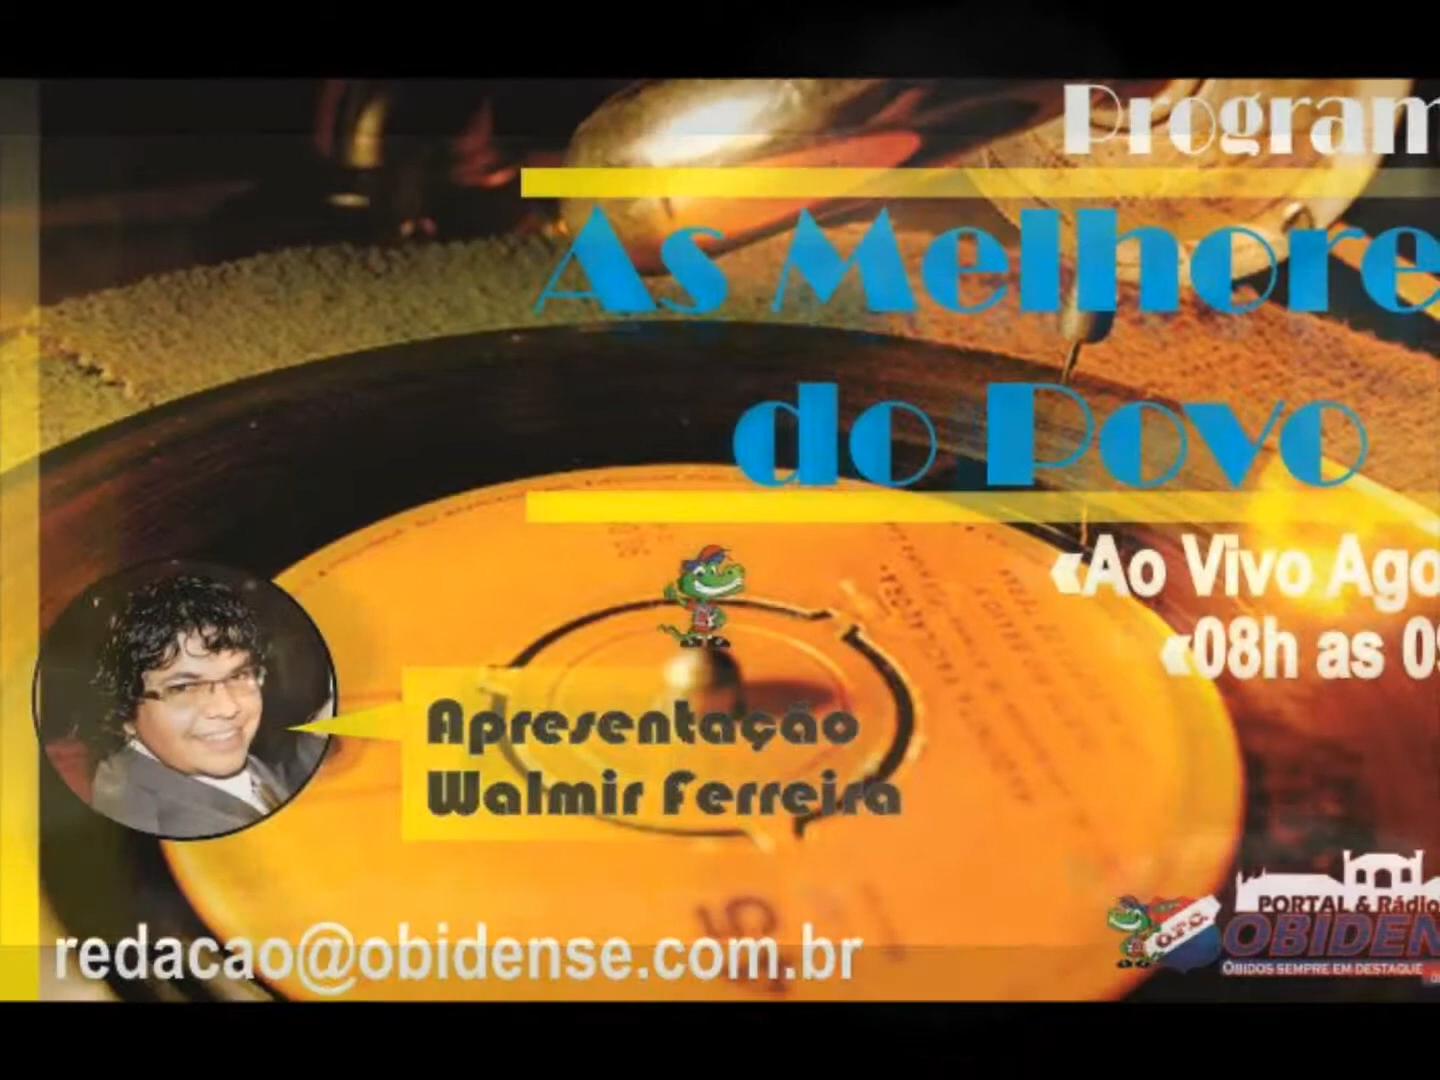 Program
As Melhore
do Povo
«Ao Vivo Ago
«08h as 09
Apresentação
Walmir Ferreira
redacao@obidense.com.br
PORTAL & Rádio
OBIDEN
ÓBIDOS SEMPRE EM DESTAQUE